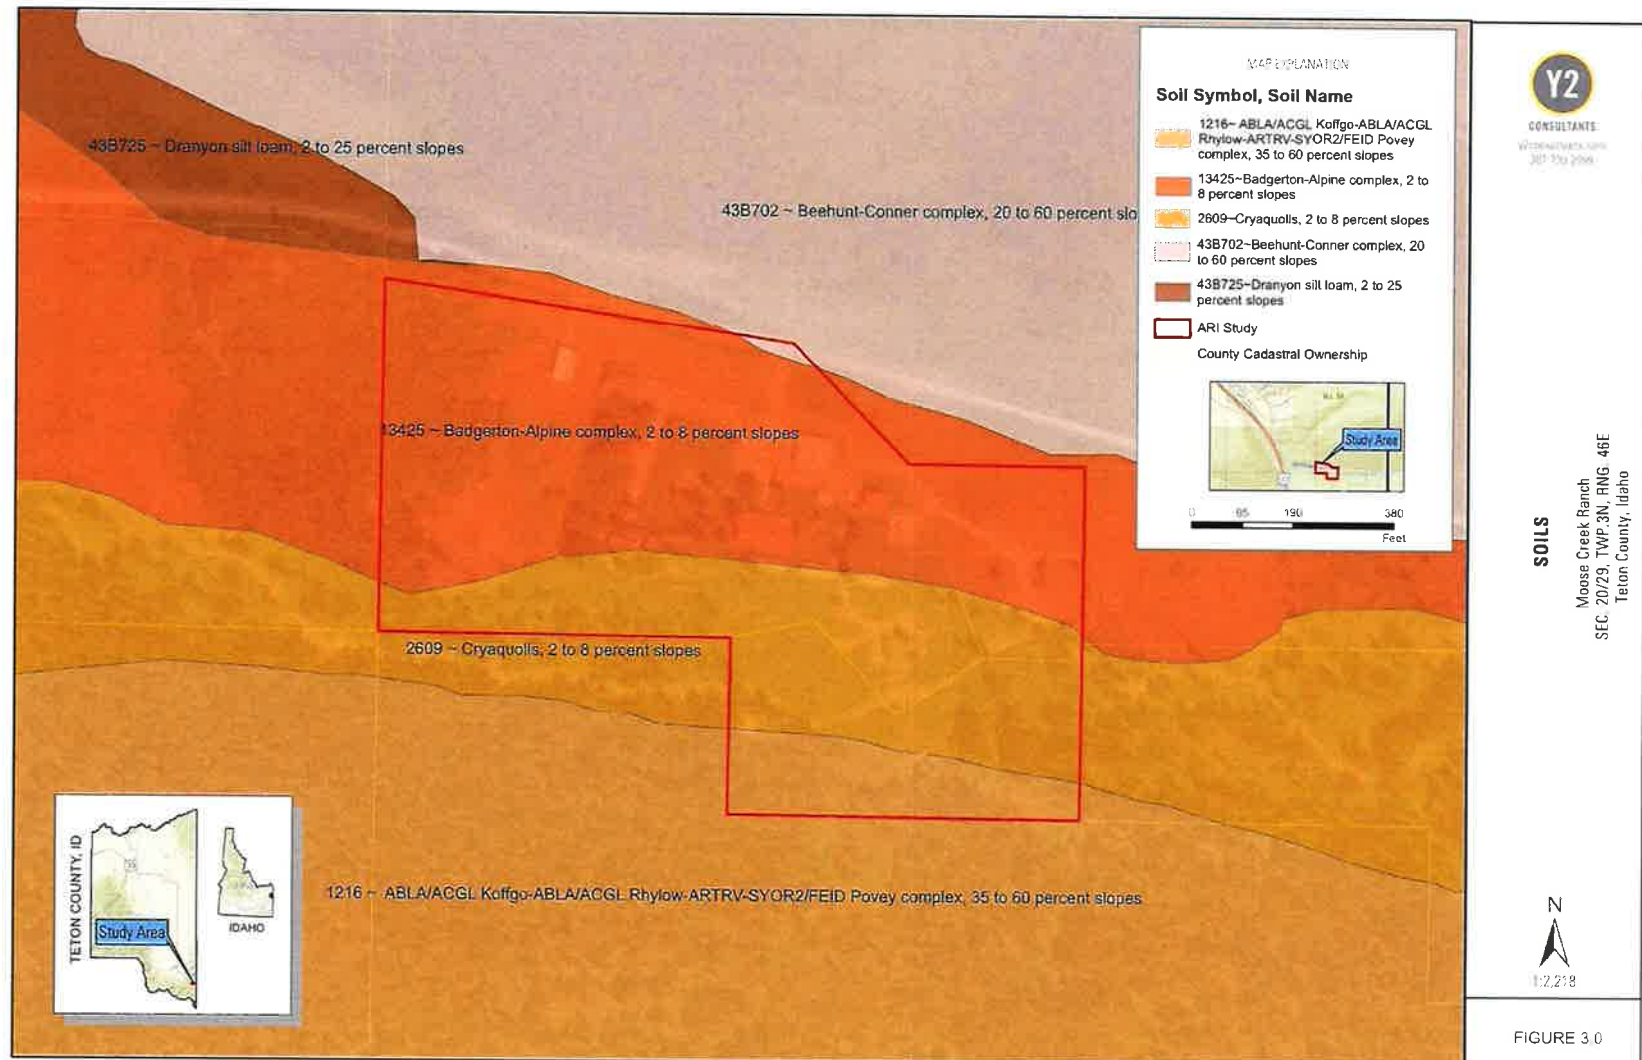 43B725 ~ Dranyon silt loam, 2 to 25 percent slopes
43B702 ~ Beehunt-Conner complex, 20 to 60 percent slo
13425 ~ Badgerton-Alpine complex, 2 to 8 percent slopes
2609 ~ Cryaquolls, 2 to 8 percent slopes
1216 ~ ABLA/ACGL Koffgo-ABLA/ACGL Rhylow-ARTRV-SYOR2/FEID Povey complex, 35 to 60 percent slopes
MAP EXPLANATION
Soil Symbol, Soil Name
1216~ ABLA/ACGL Koffgo-ABLA/ACGL
Rhylow-ARTRV-SYOR2/FEID Povey
complex, 35 to 60 percent slopes
13425~Badgerton-Alpine complex, 2 to
8 percent slopes
2609~Cryaquolls, 2 to 8 percent slopes
43B702~Beehunt-Conner complex, 20
to 60 percent slopes
43B725~Dranyon silt loam, 2 to 25
percent slopes
ARI Study
County Cadastral Ownership
Study Area
0 95 190 380
Feet
TETON COUNTY, ID
Study Area
IDAHO
Y2
CONSULTANTS
SOILS
Moose Creek Ranch
SEC. 20/29, TWP.3N, RNG. 46E
Teton County, Idaho
N
1:2,218
FIGURE 3.0